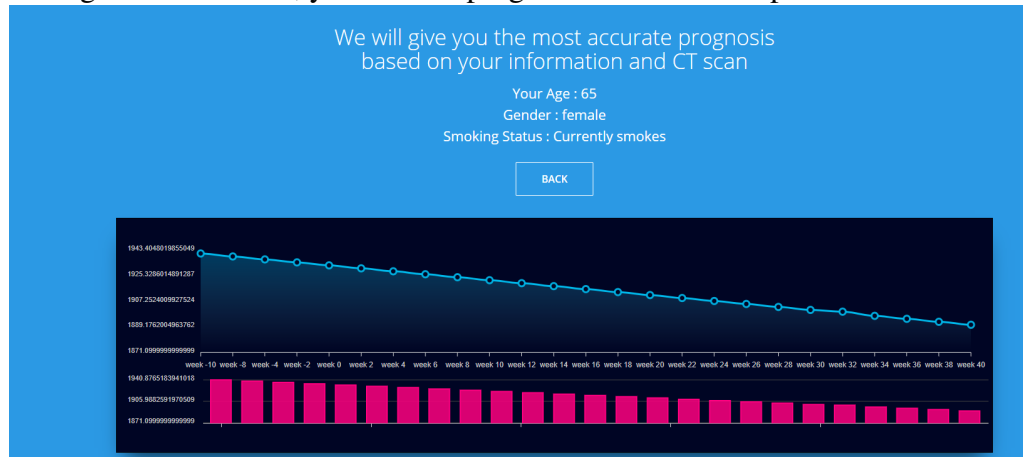 We will give you the most accurate prognosis
based on your information and CT scan
Your Age : 65
Gender : female
Smoking Status : Currently smokes
BACK
1943.4048019855049
1925.3286014891287
1907.2524009927524
1889.1762004963762
1871.0999999999999
week -10 week -8 week -4 week -2 week 0 week 2 week 4 week 6 week 8 week 10 week 12 week 14 week 16 week 18 week 20 week 22 week 24 week 26 week 28 week 30 week 32 week 34 week 36 week 38 week 40
1940.8765183941018
1905.9882591970509
1871.0999999999999